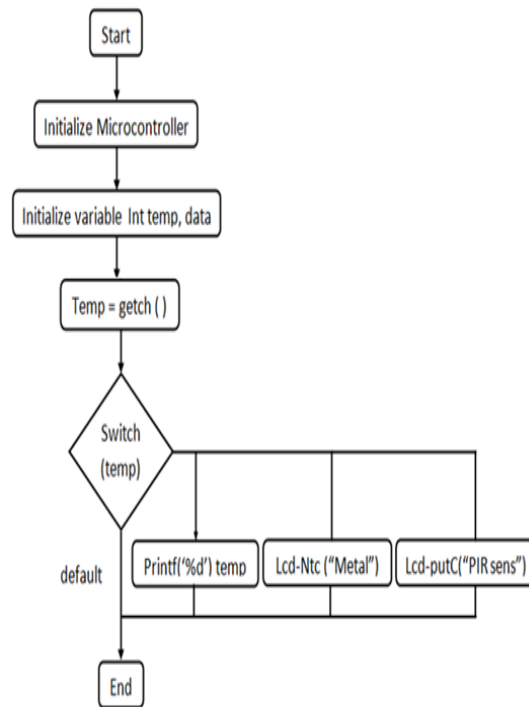 Start
Initialize Microcontroller
Initialize variable Int temp, data
Temp = getch ( )
Switch
(temp)
Printf(‘%d’) temp
Lcd-Ntc (“Metal”)
Lcd-putC(“PIR sens”)
default
End